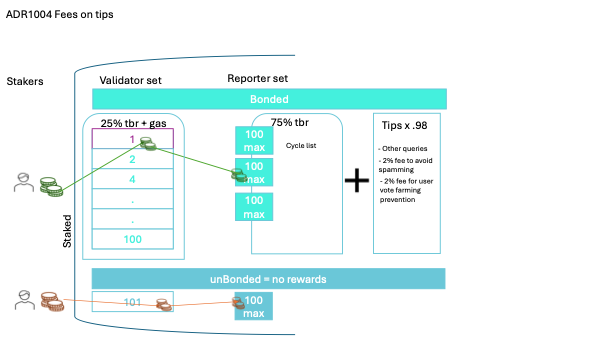 ADR1004 Fees on tips
Stakers
Validator set
Reporter set
Bonded
25% tbr + gas
75% tbr
Tips x .98
1
2
4
.
.
100
100
max
100
max
100
max
Cycle list
- Other queries
- 2% fee to avoid
spamming
- 2% fee for user
vote farming
prevention
Staked
unBonded = no rewards
101
100
max